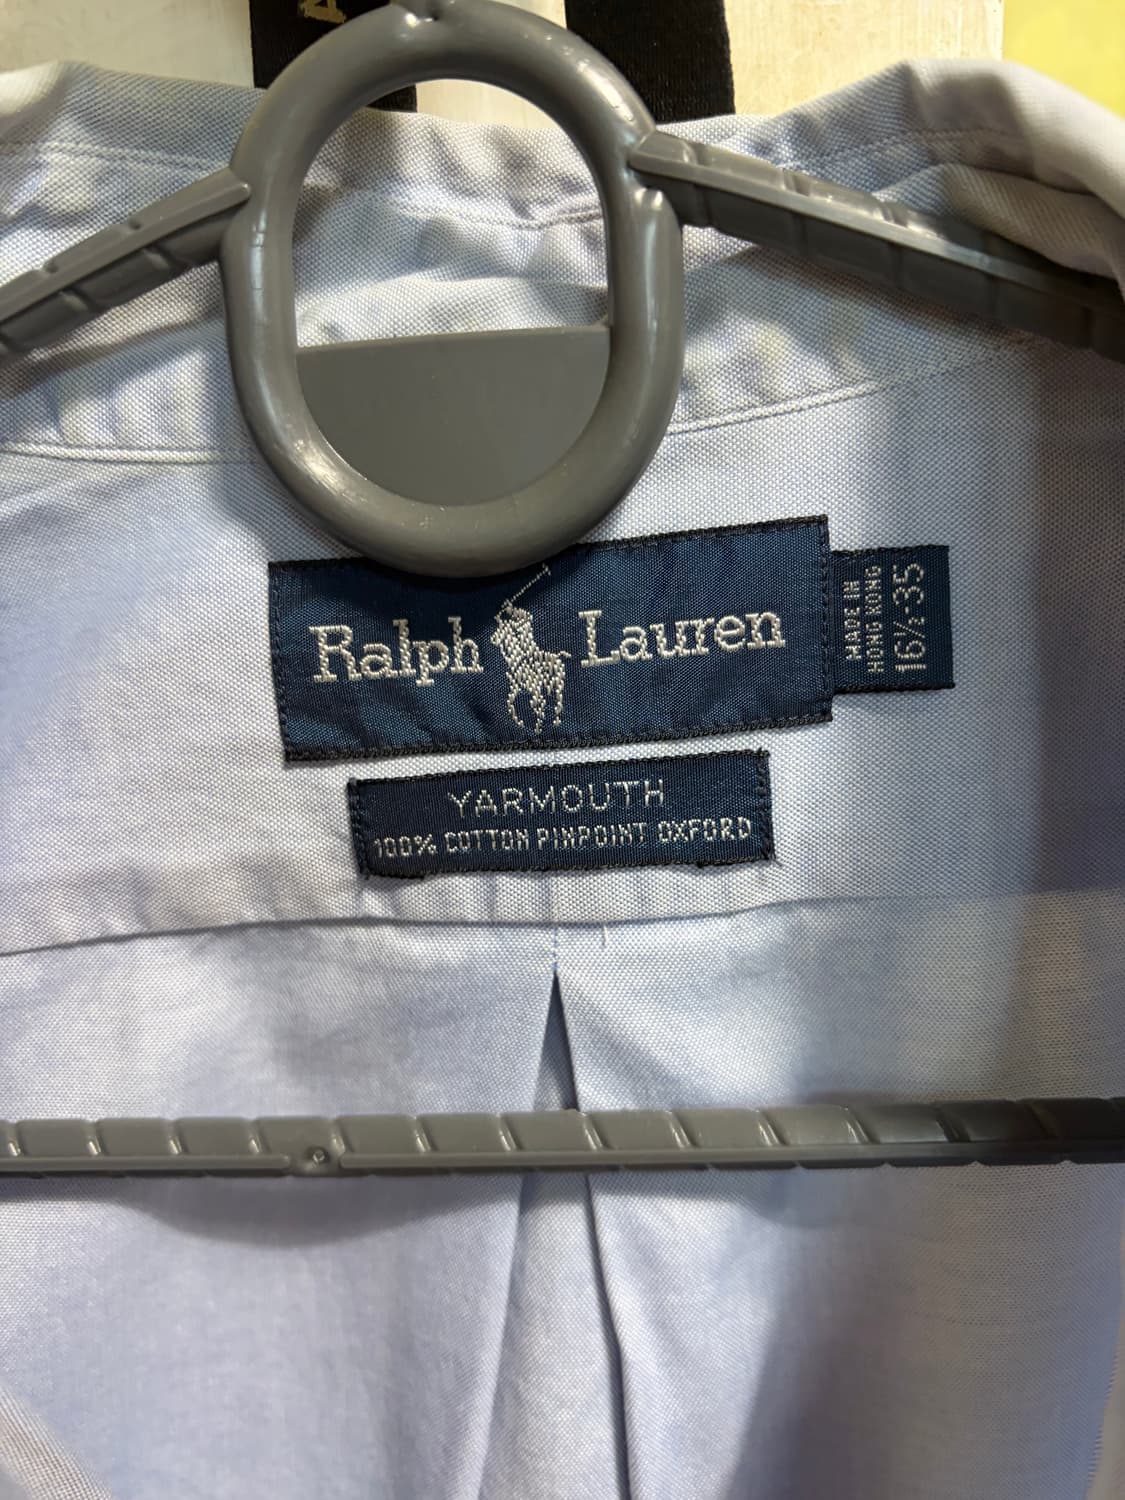 Ralph Lauren
MADE IN
HONG KONG
16½-35
YARMOUTH
100% COTTON PINPOINT OXFORD